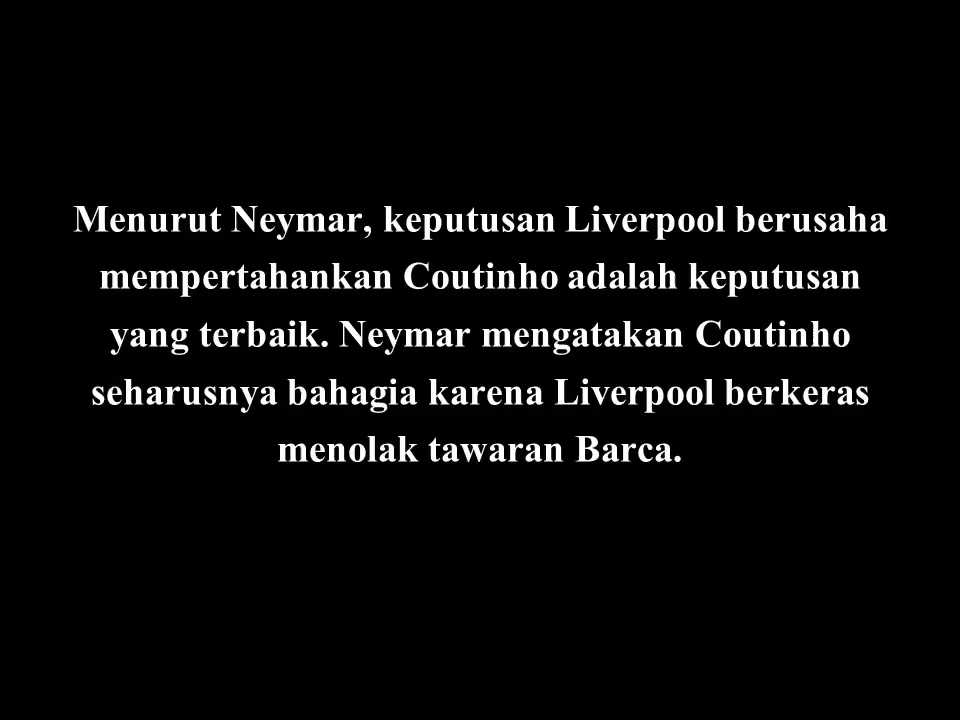 Menurut Neymar, keputusan Liverpool berusaha
mempertahankan Coutinho adalah keputusan
yang terbaik. Neymar mengatakan Coutinho
seharusnya bahagia karena Liverpool berkeras
menolak tawaran Barca.